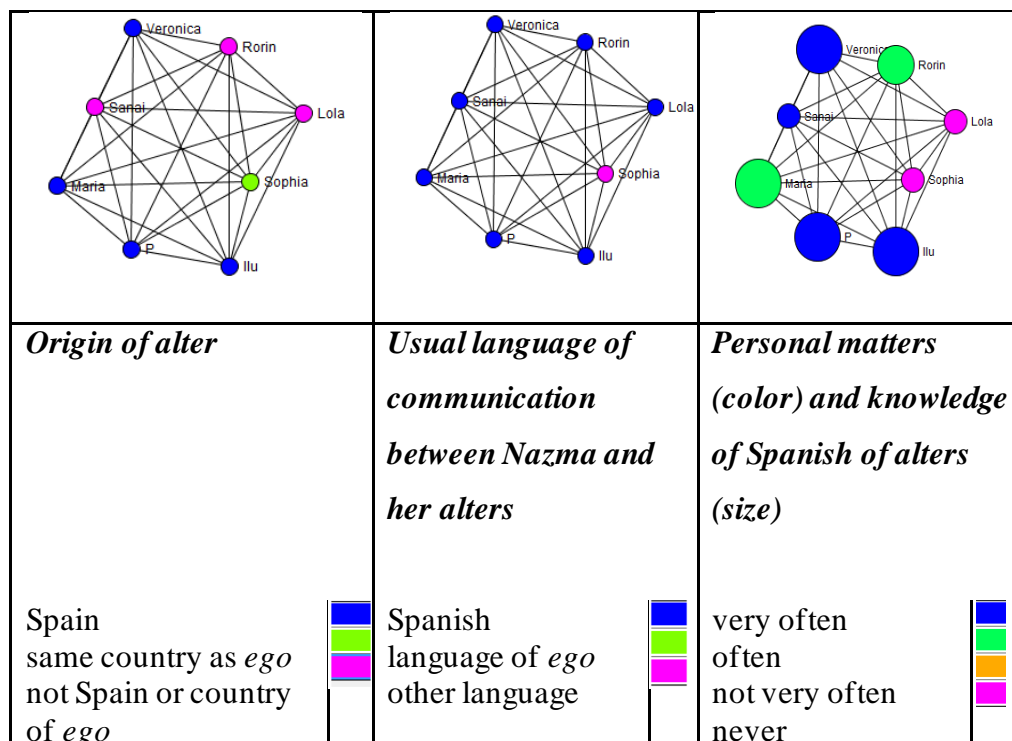 Veronica
Rorin
Sanai
Lola
Sophia
Maria
P
Ilu
Veronica
Rorin
Sanai
Lola
Sophia
Maria
P
Ilu
Veronica
Rorin
Sanai
Lola
Sophia
Maria
P
Ilu
Origin of alter
Usual language of
communication
between Nazma and
her alters
Personal matters
(color) and knowledge
of Spanish of alters
(size)
Spain
same country as ego
not Spain or country
of ego
Spanish
language of ego
other language
very often
often
not very often
never